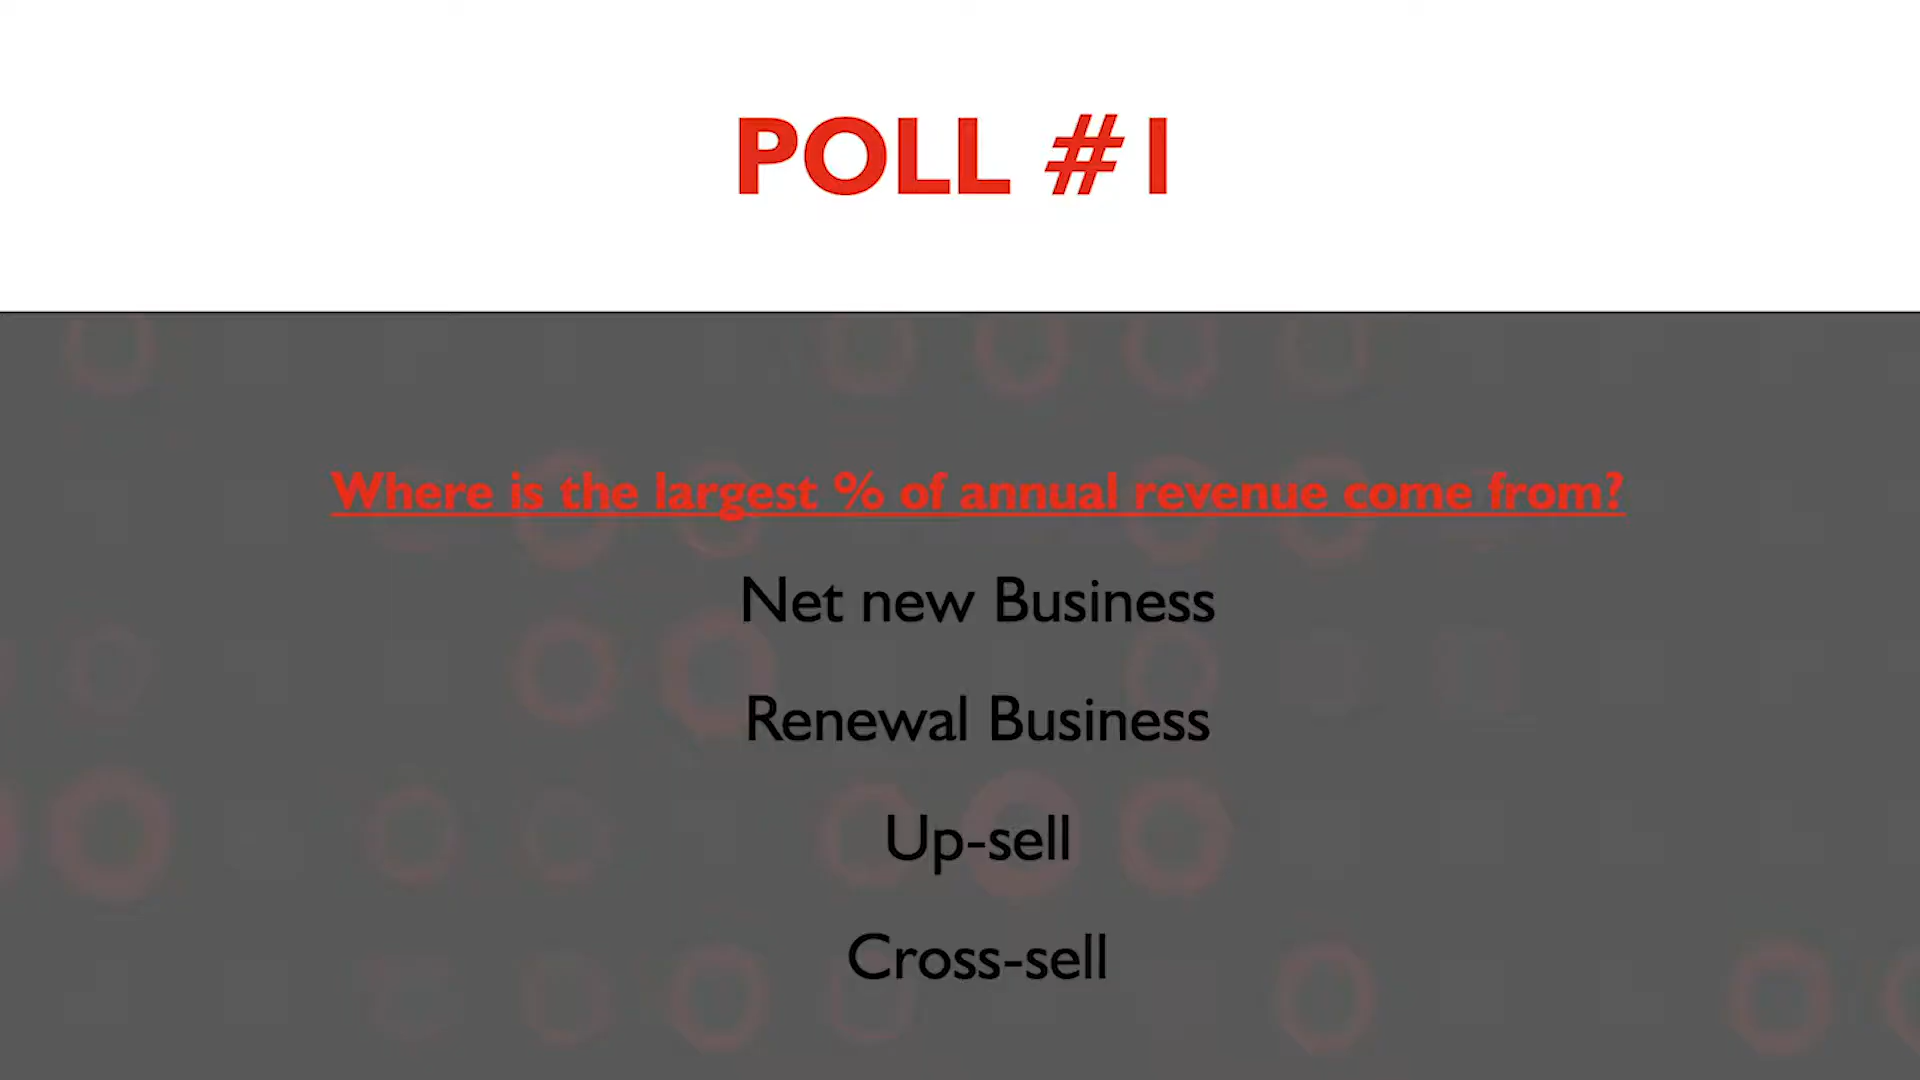 POLL #1
Where is the largest % of annual revenue come from?
Net new Business
Renewal Business
Up-sell
Cross-sell